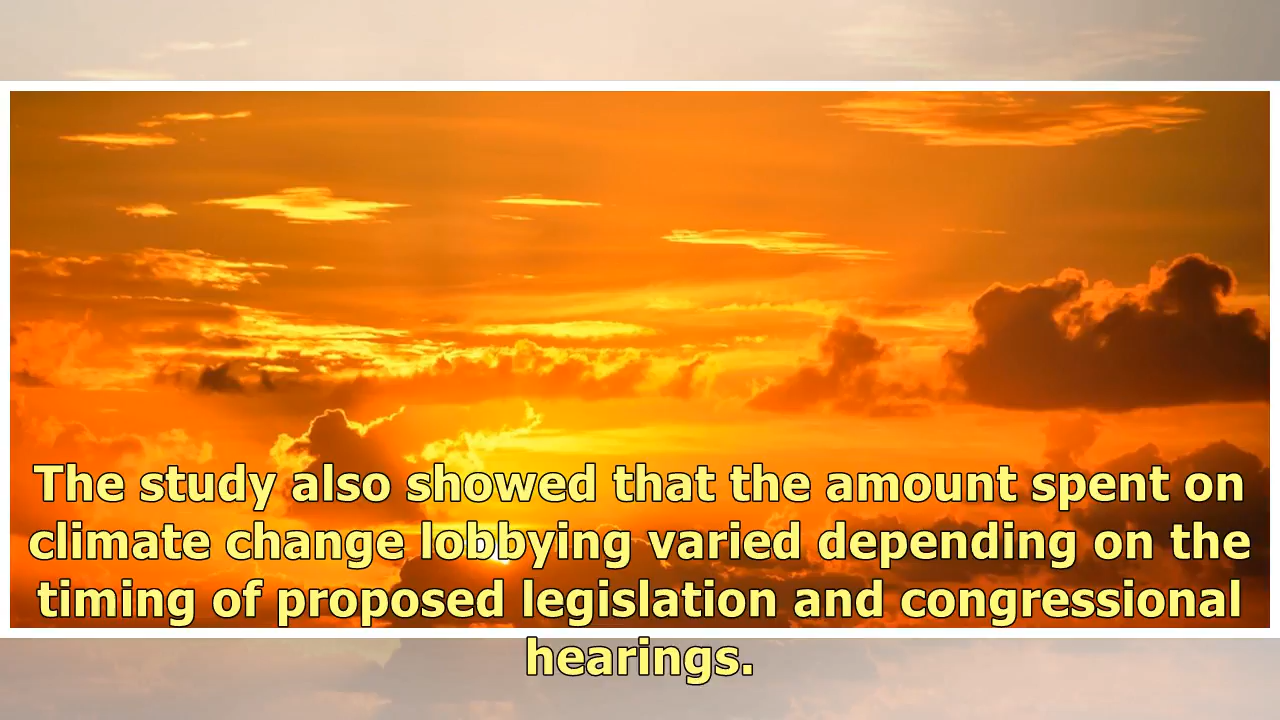 The study also showed that the amount spent on
climate change lobbying varied depending on the
timing of proposed legislation and congressional
hearings.